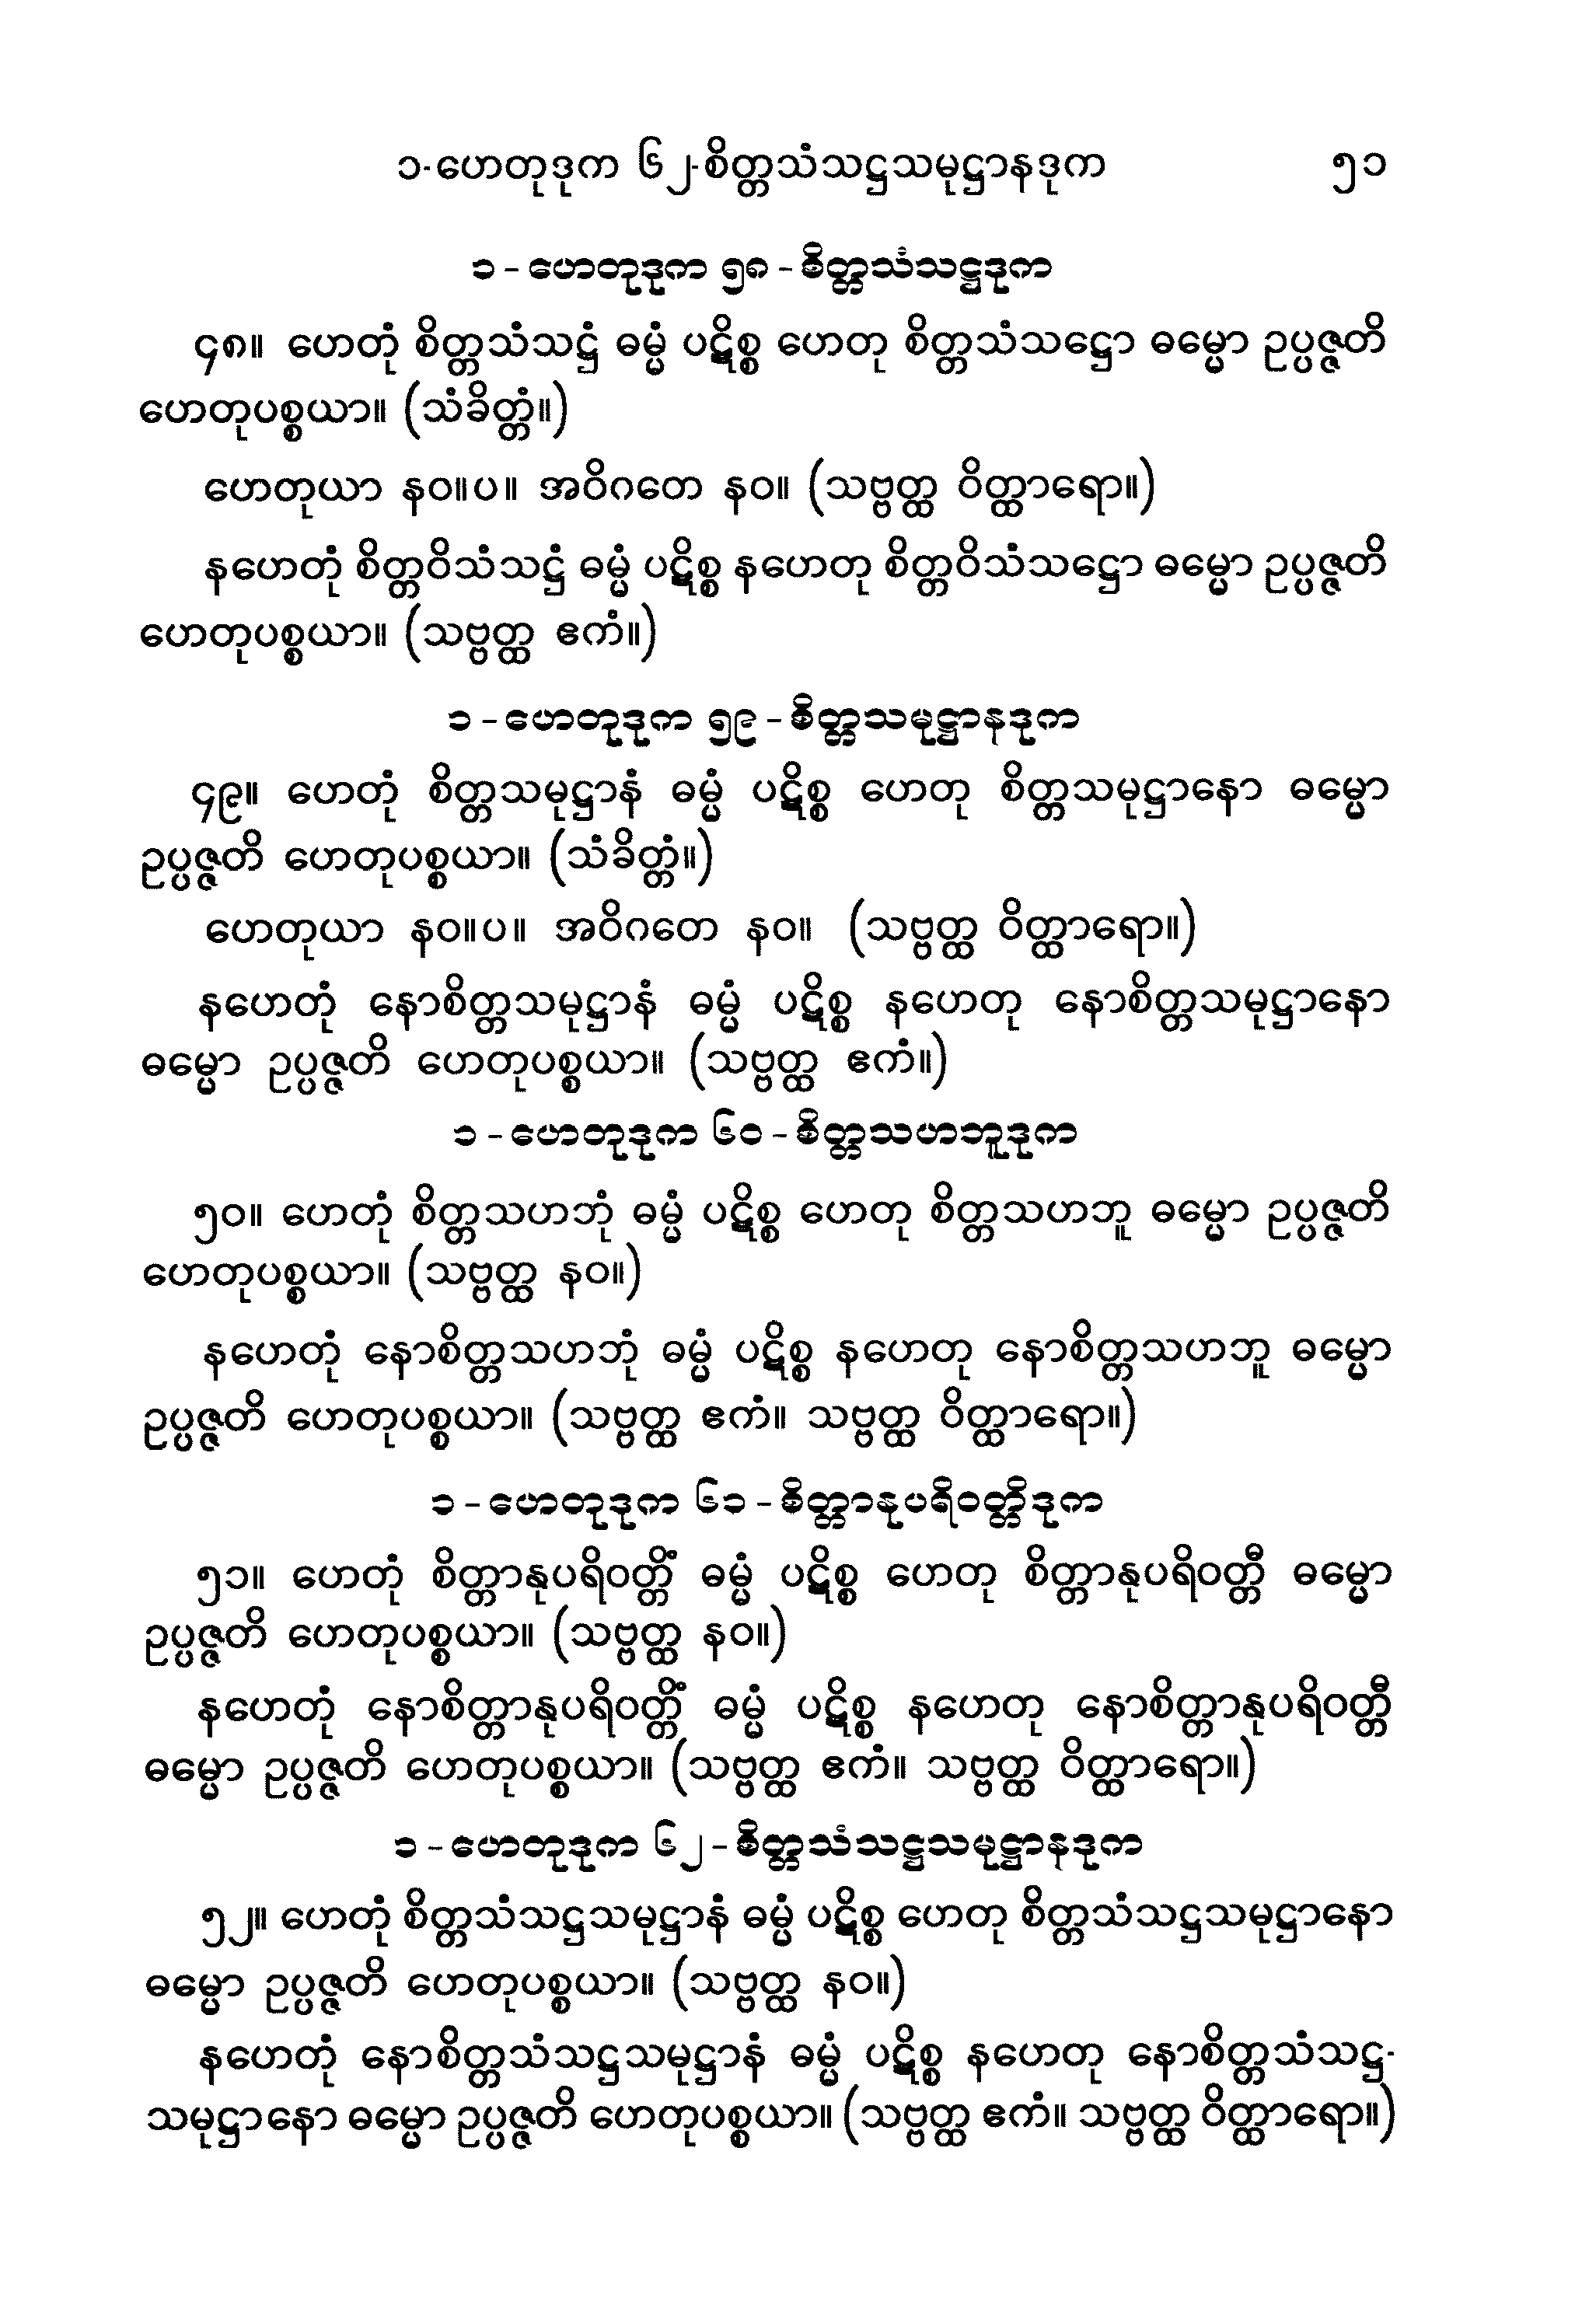 ၁-ဟေတုဒုက ၆၂-စိတ္တသံသဋ္ဌသမုဋ္ဌာနဒုက ၅၁
၁ - ဟေတုဒုက ၅၈ - စိတ္တသံသဋ္ဌဒုက
၄၈။ ဟေတုံ စိတ္တသံသဋ္ဌံ ဓမ္မံ ပဋိစ္စ ဟေတု စိတ္တသံသဋ္ဌော ဓမ္မော ဥပ္ပဇ္ဇတိ
ဟေတုပစ္စယာ။ (သံခိတ္တံ။)
ဟေတုယာ နဝ။ပ။ အဝိဂတေ နဝ။ (သဗ္ဗတ္ထ ဝိတ္ထာရော။)
နဟေတုံ စိတ္တဝိသံသဋ္ဌံ ဓမ္မံ ပဋိစ္စ နဟေတု စိတ္တဝိသံသဋ္ဌော ဓမ္မော ဥပ္ပဇ္ဇတိ
ဟေတုပစ္စယာ။ (သဗ္ဗတ္ထ ဧကံ။)
၁ - ဟေတုဒုက ၅၉ - စိတ္တသမုဋ္ဌာနဒုက
၄၉။ ဟေတုံ စိတ္တသမုဋ္ဌာနံ ဓမ္မံ ပဋိစ္စ ဟေတု စိတ္တသမုဋ္ဌာနော ဓမ္မော
ဥပ္ပဇ္ဇတိ ဟေတုပစ္စယာ။ (သံခိတ္တံ။)
ဟေတုယာ နဝ။ပ။ အဝိဂတေ နဝ။ (သဗ္ဗတ္ထ ဝိတ္ထာရော။)
နဟေတုံ နောစိတ္တသမုဋ္ဌာနံ ဓမ္မံ ပဋိစ္စ နဟေတု နောစိတ္တသမုဋ္ဌာနော
ဓမ္မော ဥပ္ပဇ္ဇတိ ဟေတုပစ္စယာ။ (သဗ္ဗတ္ထ ဧကံ။)
၁ - ဟေတုဒုက ၆၀ - စိတ္တသဟဘူဒုက
၅၀။ ဟေတုံ စိတ္တသဟဘုံ ဓမ္မံ ပဋိစ္စ ဟေတု စိတ္တသဟဘူ ဓမ္မော ဥပ္ပဇ္ဇတိ
ဟေတုပစ္စယာ။ (သဗ္ဗတ္ထ နဝ။)
နဟေတုံ နောစိတ္တသဟဘုံ ဓမ္မံ ပဋိစ္စ နဟေတု နောစိတ္တသဟဘူ ဓမ္မော
ဥပ္ပဇ္ဇတိ ဟေတုပစ္စယာ။ (သဗ္ဗတ္ထ ဧကံ။ သဗ္ဗတ္ထ ဝိတ္ထာရော။)
၁ - ဟေတုဒုက ၆၁ - စိတ္တာနုပရိဝတ္တိဒုက
၅၁။ ဟေတုံ စိတ္တာနုပရိဝတ္တိံ ဓမ္မံ ပဋိစ္စ ဟေတု စိတ္တာနုပရိဝတ္တီ ဓမ္မော
ဥပ္ပဇ္ဇတိ ဟေတုပစ္စယာ။ (သဗ္ဗတ္ထ နဝ။)
နဟေတုံ နောစိတ္တာနုပရိဝတ္တိံ ဓမ္မံ ပဋိစ္စ နဟေတု နောစိတ္တာနုပရိဝတ္တီ
ဓမ္မော ဥပ္ပဇ္ဇတိ ဟေတုပစ္စယာ။ (သဗ္ဗတ္ထ ဧကံ။ သဗ္ဗတ္ထ ဝိတ္ထာရော။)
၁ - ဟေတုဒုက ၆၂ - စိတ္တသံသဋ္ဌသမုဋ္ဌာနဒုက
၅၂။ ဟေတုံ စိတ္တသံသဋ္ဌသမုဋ္ဌာနံ ဓမ္မံ ပဋိစ္စ ဟေတု စိတ္တသံသဋ္ဌသမုဋ္ဌာနော
ဓမ္မော ဥပ္ပဇ္ဇတိ ဟေတုပစ္စယာ။ (သဗ္ဗတ္ထ နဝ။)
နဟေတုံ နောစိတ္တသံသဋ္ဌသမုဋ္ဌာနံ ဓမ္မံ ပဋိစ္စ နဟေတု နောစိတ္တသံသဋ္ဌ-
သမုဋ္ဌာနော ဓမ္မော ဥပ္ပဇ္ဇတိ ဟေတုပစ္စယာ။ (သဗ္ဗတ္ထ ဧကံ။ သဗ္ဗတ္ထ ဝိတ္ထာရော။)